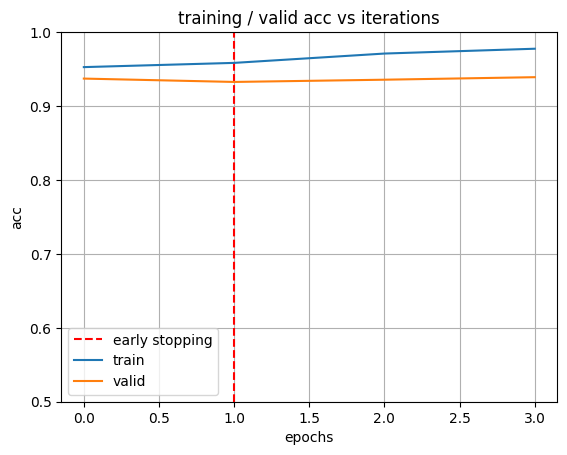 training / valid acc vs iterations
1.0
0.9
0.8
0.7
0.6
0.5
acc
early stopping
train
valid
0.0 0.5 1.0 1.5 2.0 2.5 3.0
epochs